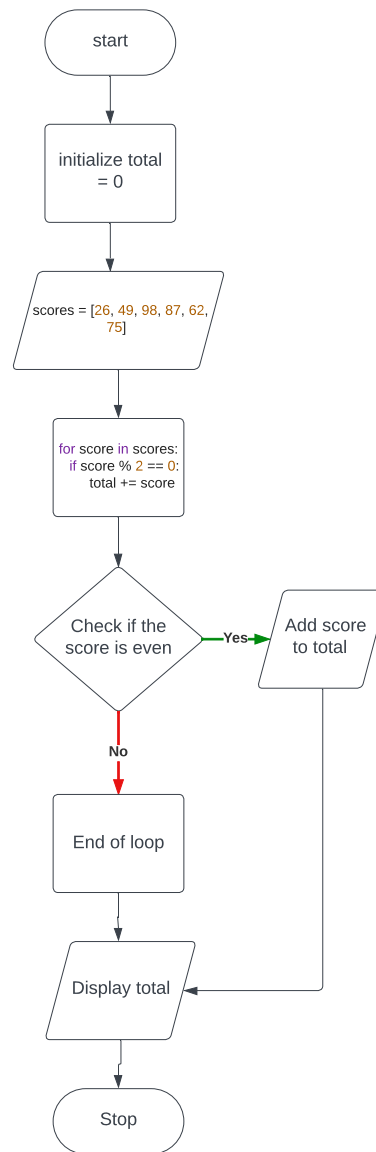 start
initialize total
= 0
scores = [26, 49, 98, 87, 62,
75]
for score in scores:
if score % 2 == 0:
total += score
Check if the
score is even
Yes
Add score
to total
No
End of loop
Display total
Stop